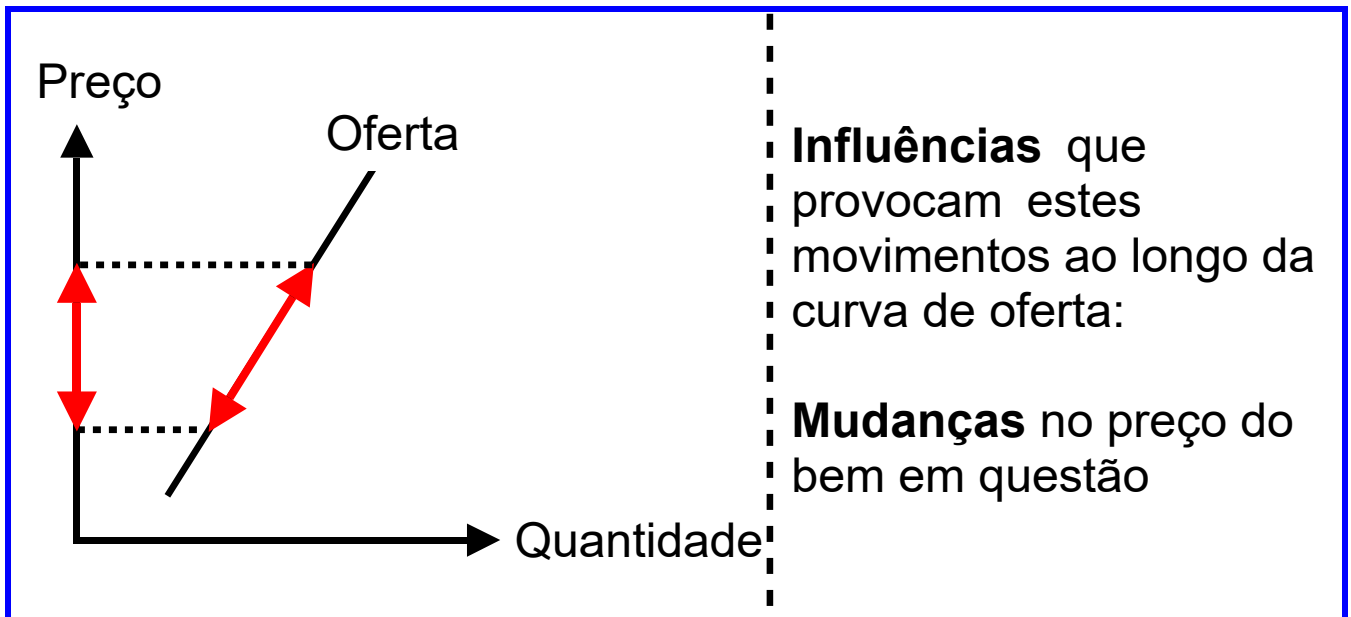 Preço
Oferta
Quantidade
Influências que
provocam estes
movimentos ao longo da
curva de oferta:
Mudanças no preço do
bem em questão